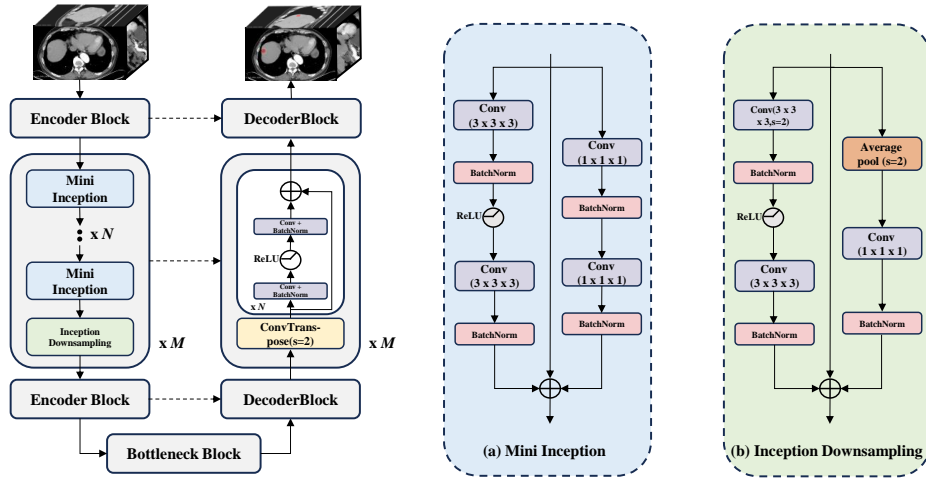 Encoder Block
Mini
Inception
x N
Mini
Inception
Inception
Downsampling
x M
Encoder Block
Bottleneck Block
DecoderBlock
Conv +
BatchNorm
ReLU
Conv +
BatchNorm
x N
ConvTrans-
pose(s=2)
x M
DecoderBlock
Conv
(3 x 3 x 3)
BatchNorm
ReLU
Conv
(3 x 3 x 3)
BatchNorm
Conv
(1 x 1 x 1)
BatchNorm
Conv
(1 x 1 x 1)
BatchNorm
(a) Mini Inception
Conv(3 x 3
x 3,s=2)
BatchNorm
ReLU
Conv
(3 x 3 x 3)
BatchNorm
Average
pool (s=2)
Conv
(1 x 1 x 1)
BatchNorm
(b) Inception Downsampling